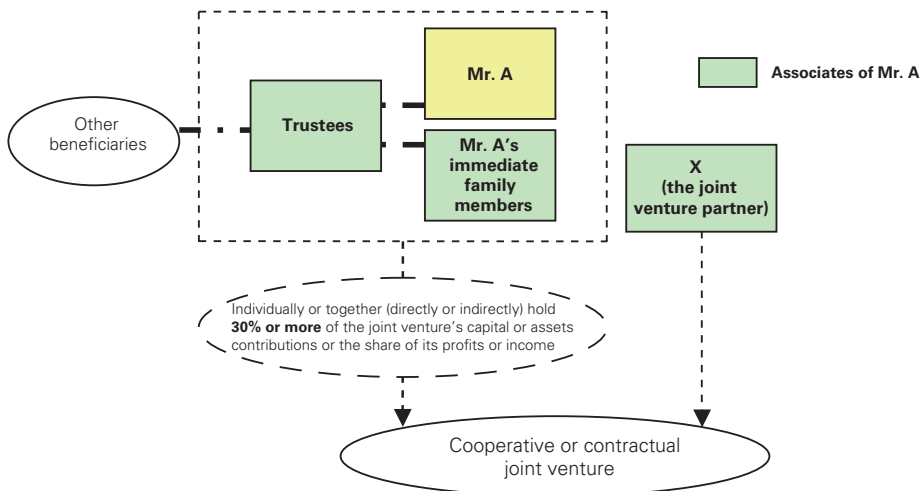 Mr. A
Associates of Mr. A
Other
beneficiaries
Trustees
Mr. A's
immediate
family
members
X
(the joint
venture partner)
Individually or together (directly or indirectly) hold
30% or more of the joint venture's capital or assets
contributions or the share of its profits or income
Cooperative or contractual
joint venture